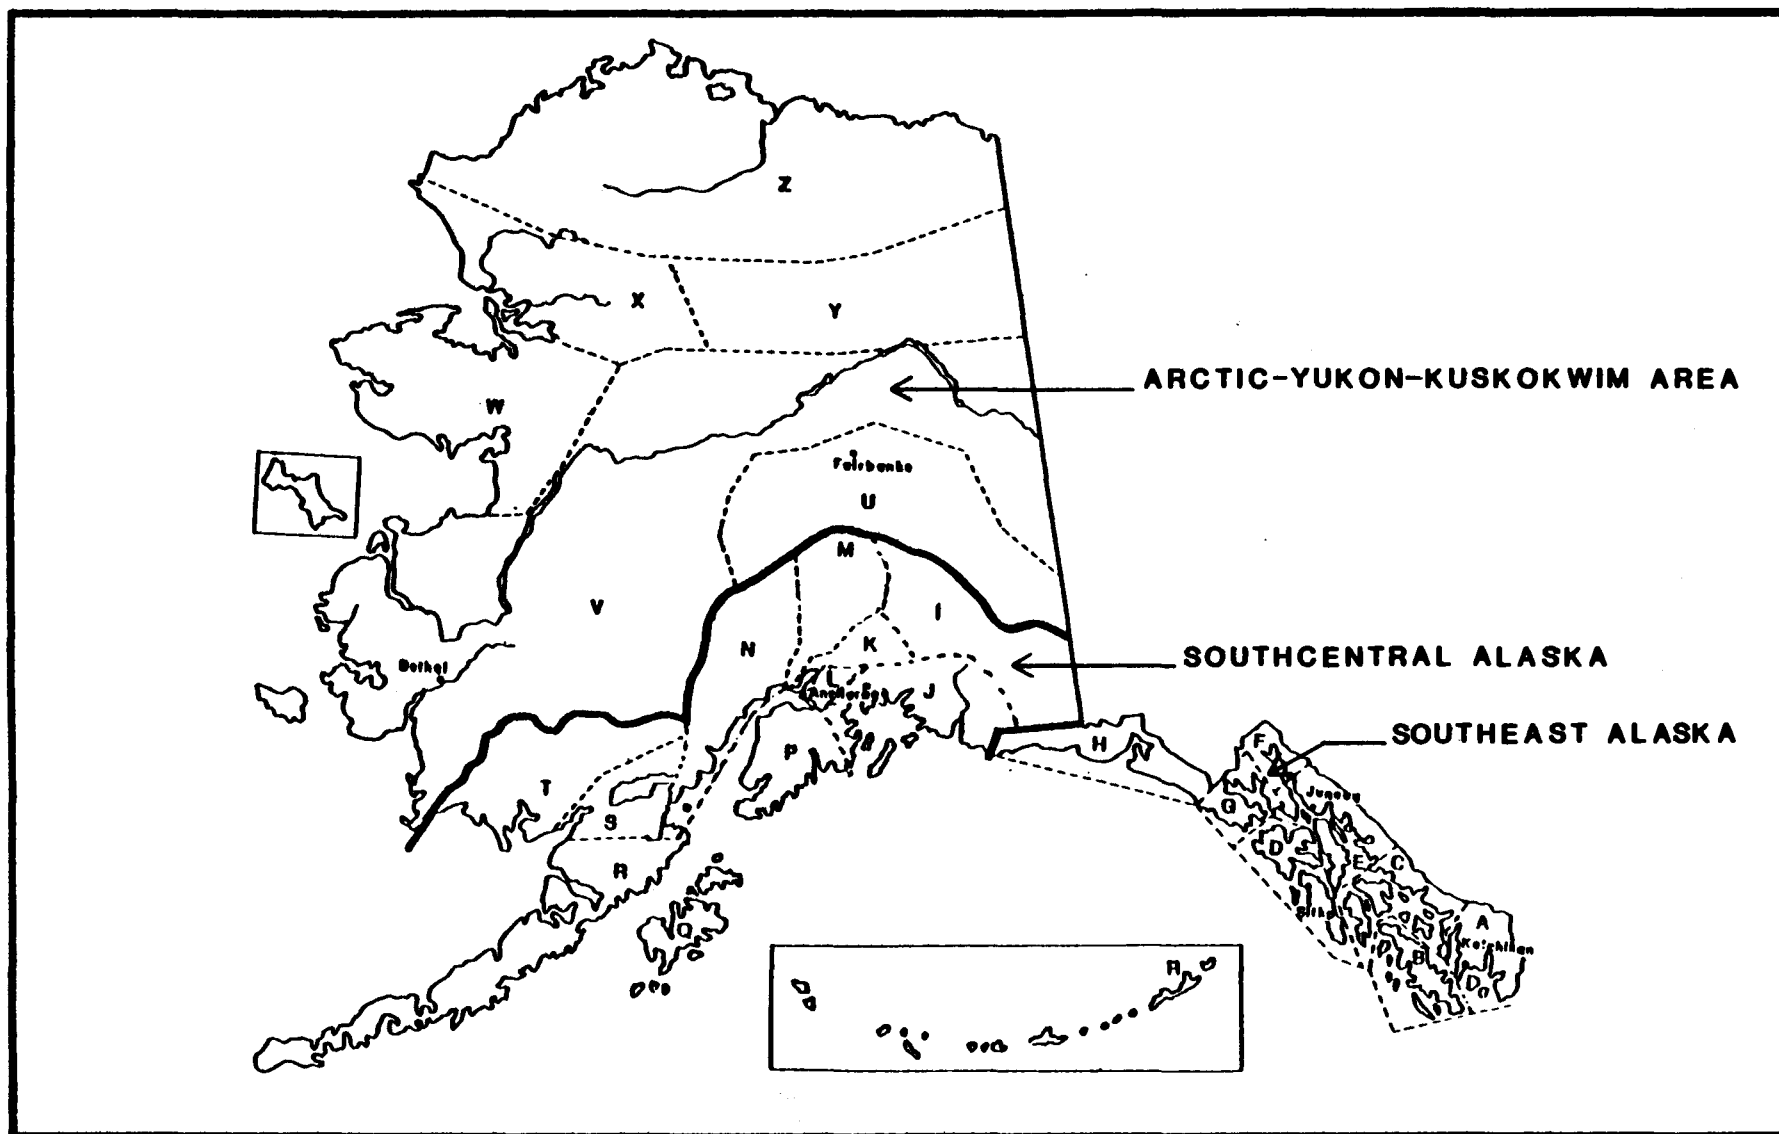 Z
X
Y
ARCTIC-YUKON-KUSKOKWIM AREA
W
Fairbanks
U
M
V
I
N
K
Bethel
SOUTHCENTRAL ALASKA
L
Anchorage
J
H
SOUTHEAST ALASKA
F
P
T
G
Juneau
S
D
E
C
R
Sitka
A
Q
Ketchikan
B
R